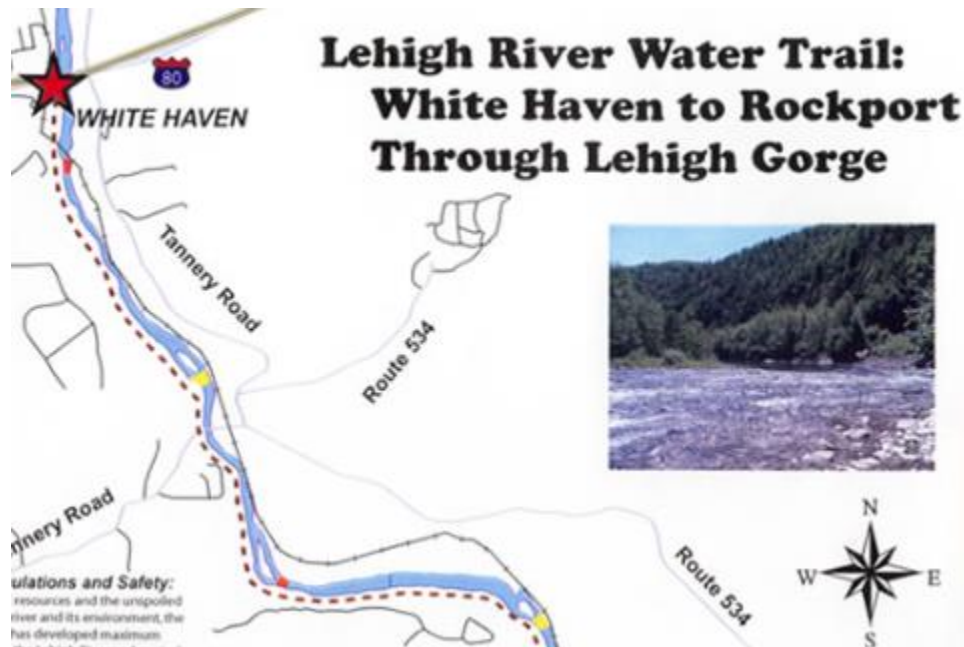 Lehigh River Water Trail:
White Haven to Rockport
Through Lehigh Gorge
80
WHITE HAVEN
Tannery Road
Route 534
nnery Road
Route 534
N
W E
S
ulations and Safety:
resources and the unspoiled
river and its environment, the
has developed maximum